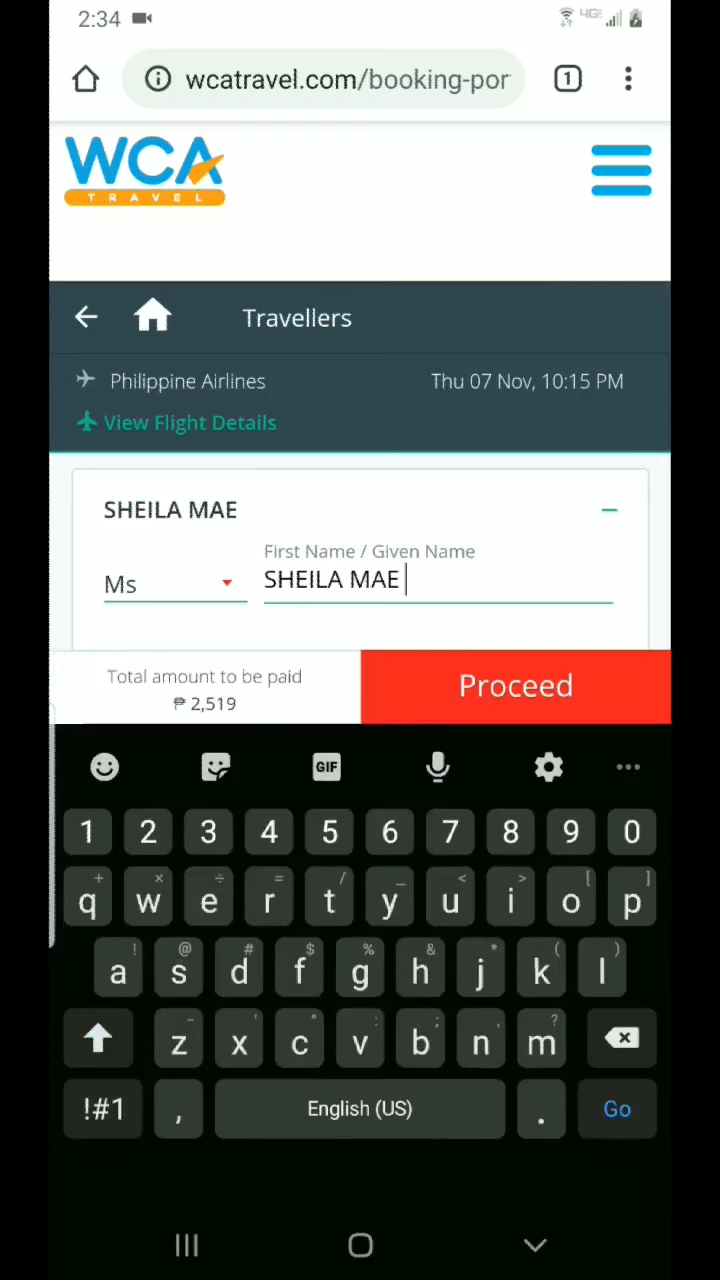 2:34 4G
wcatravel.com/booking-por 1
WCA
TRAVEL
Travellers
Philippine Airlines Thu 07 Nov, 10:15 PM
View Flight Details
SHEILA MAE
First Name / Given Name
Ms SHEILA MAE
Total amount to be paid
₱ 2,519
Proceed
GIF
1 2 3 4 5 6 7 8 9 0
+ × ÷ = / _ < > [ ]
q w e r t y u i o p
! @ # $ % & * ( )
a s d f g h j k l
- ' " : ; , ?
z x c v b n m
!#1 , English (US) . Go